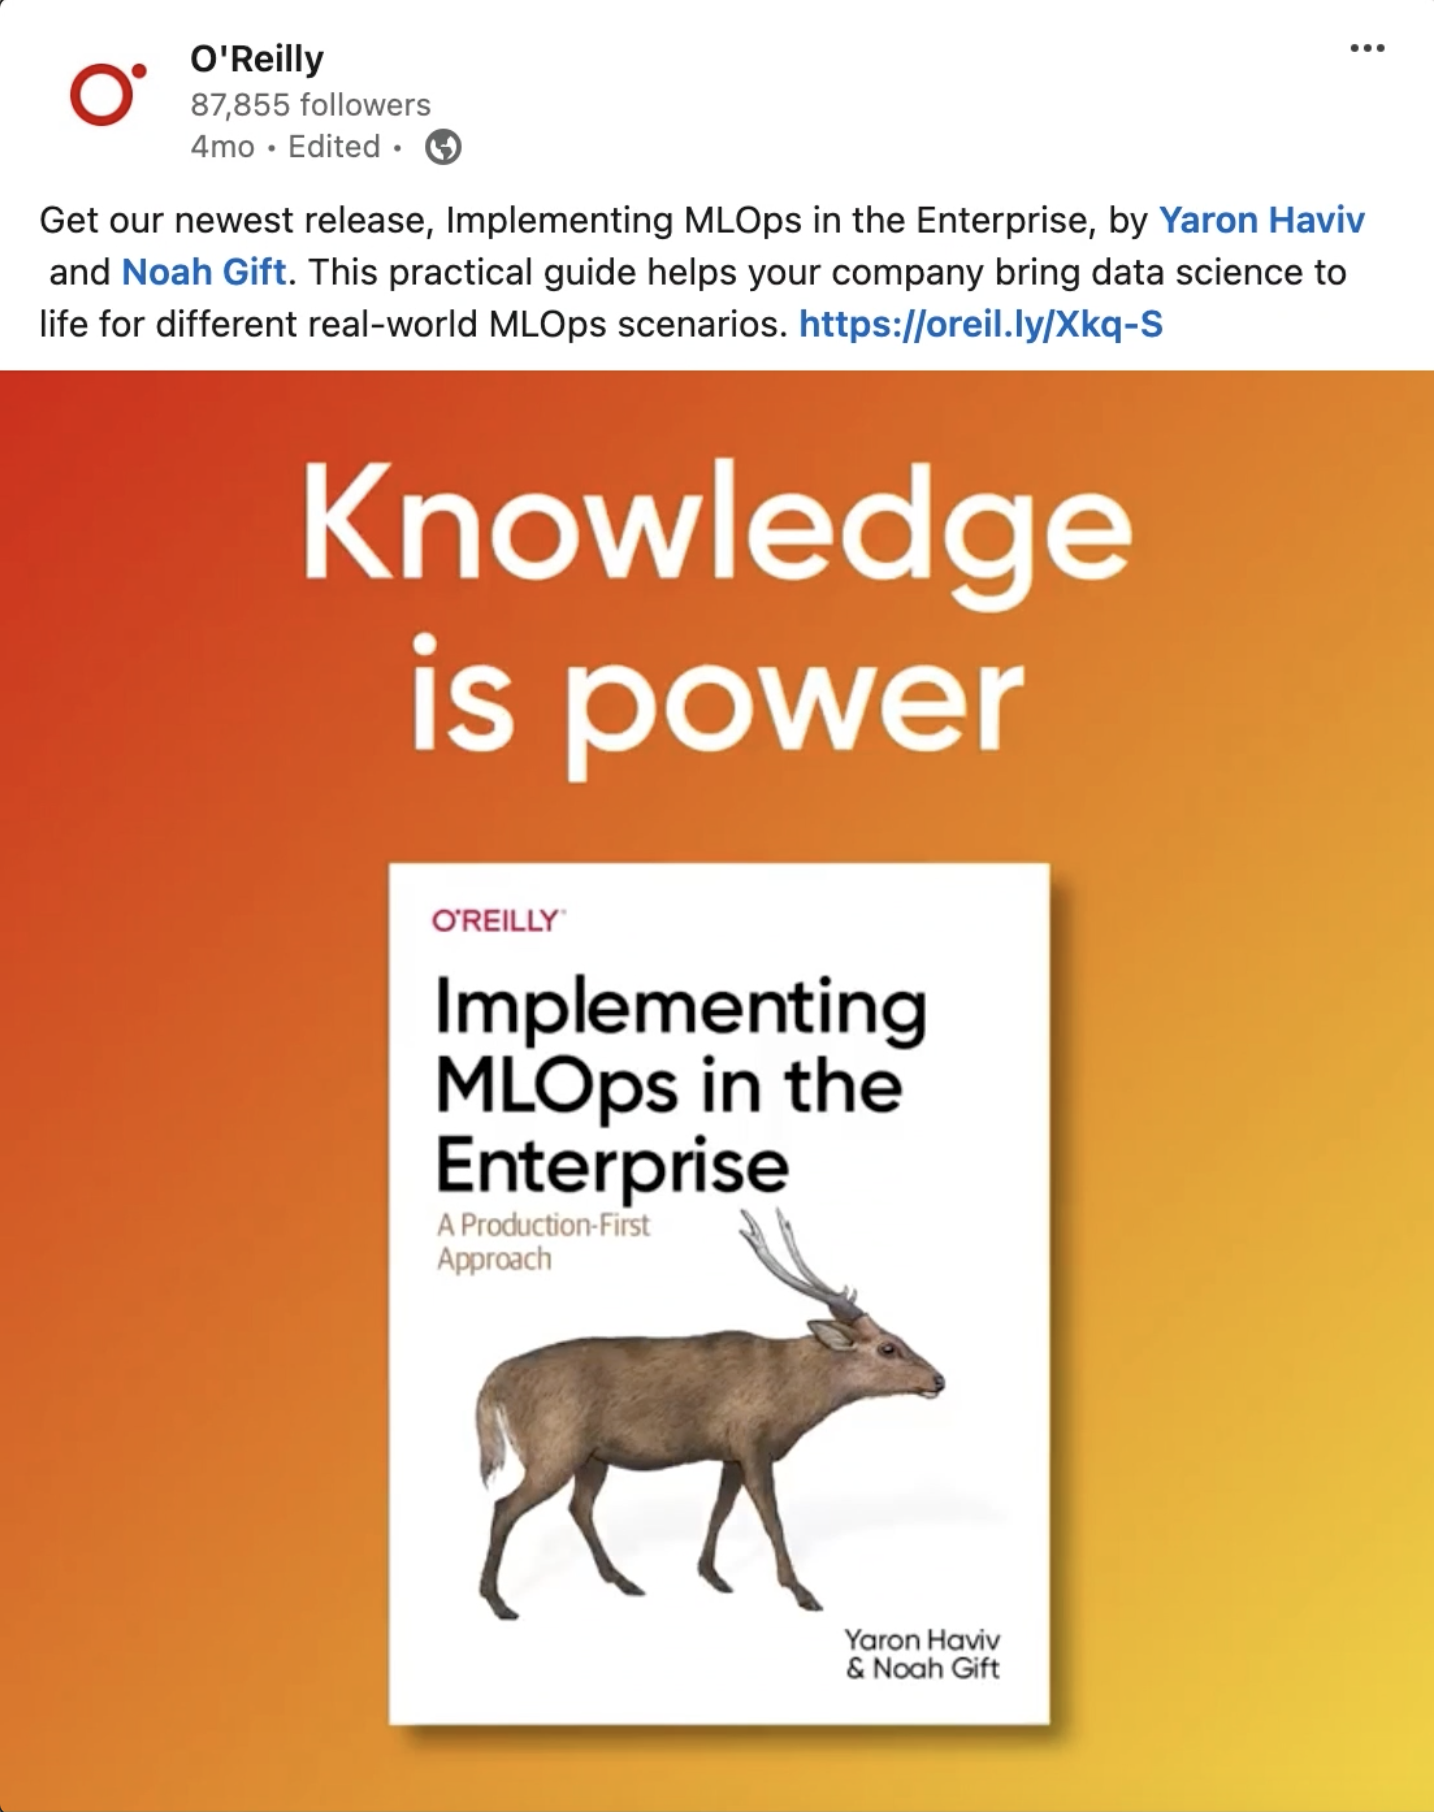 O'Reilly
87,855 followers
4mo • Edited •
Get our newest release, Implementing MLOps in the Enterprise, by Yaron Haviv
and Noah Gift. This practical guide helps your company bring data science to
life for different real-world MLOps scenarios. https://oreil.ly/Xkq-S
Knowledge
is power
O'REILLY
Implementing
MLOps in the
Enterprise
A Production-First
Approach
Yaron Haviv
& Noah Gift